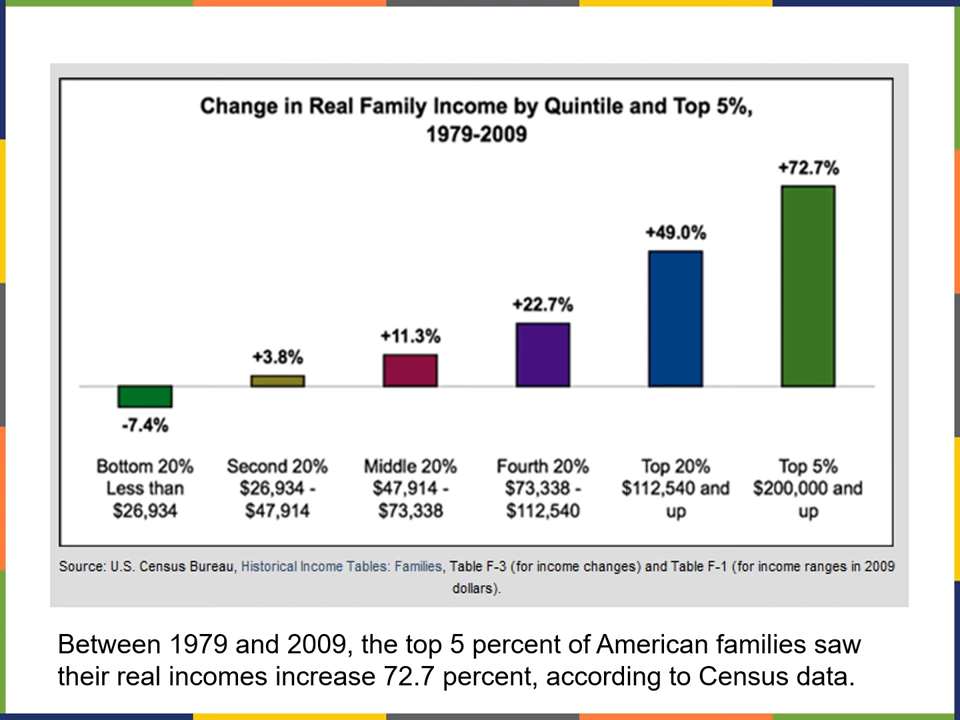 Change in Real Family Income by Quintile and Top 5%,
1979-2009
+72.7%
+49.0%
+22.7%
+11.3%
+3.8%
-7.4%
Bottom 20%
Less than
$26,934
Second 20%
$26,934 -
$47,914
Middle 20%
$47,914 -
$73,338
Fourth 20%
$73,338 -
$112,540
Top 20%
$112,540 and
up
Top 5%
$200,000 and
up
Source: U.S. Census Bureau, Historical Income Tables: Families, Table F-3 (for income changes) and Table F-1 (for income ranges in 2009
dollars).
Between 1979 and 2009, the top 5 percent of American families saw
their real incomes increase 72.7 percent, according to Census data.